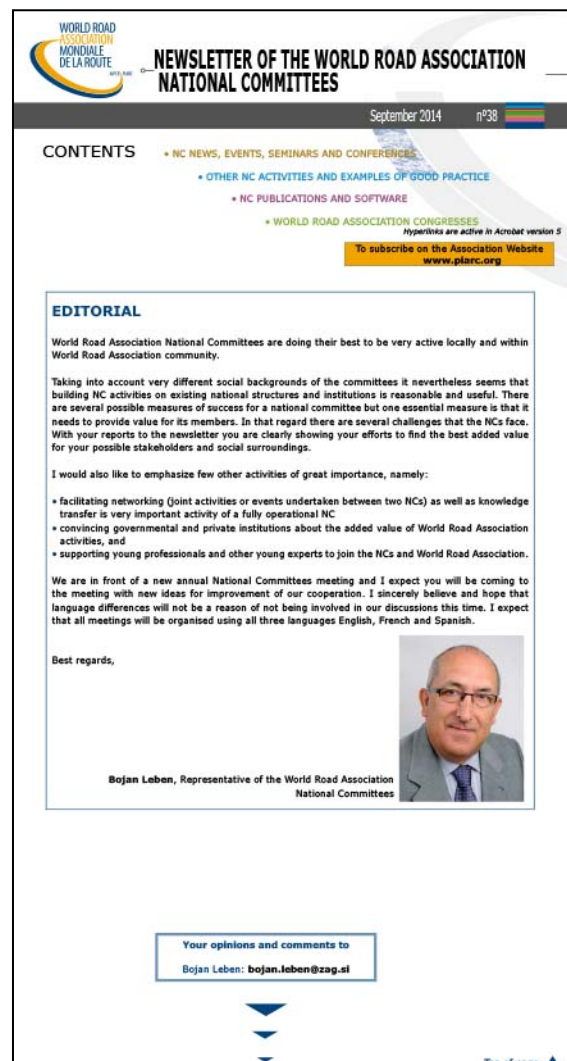 WORLD ROAD
ASSOCIATION
MONDIALE
DE LA ROUTE
NEWSLETTER OF THE WORLD ROAD ASSOCIATION
NATIONAL COMMITTEES
September 2014 nº38
CONTENTS
• NC NEWS, EVENTS, SEMINARS AND CONFERENCES
• OTHER NC ACTIVITIES AND EXAMPLES OF GOOD PRACTICE
• NC PUBLICATIONS AND SOFTWARE
• WORLD ROAD ASSOCIATION CONGRESSES
Hyperlinks are active in Acrobat version 5
To subscribe on the Association Website
www.piarc.org
EDITORIAL
World Road Association National Committees are doing their best to be very active locally and within
World Road Association community.
Taking into account very different social backgrounds of the committees it nevertheless seems that
building NC activities on existing national structures and institutions is reasonable and useful. There
are several possible measures of success for a national committee but one essential measure is that it
needs to provide value for its members. In that regard there are several challenges that the NCs face.
With your reports to the newsletter you are clearly showing your efforts to find the best added value
for your possible stakeholders and social surroundings.
I would also like to emphasize few other activities of great importance, namely:
• facilitating networking (joint activities or events undertaken between two NCs) as well as knowledge
transfer is very important activity of a fully operational NC
• convincing governmental and private institutions about the added value of World Road Association
activities, and
• supporting young professionals and other young experts to join the NCs and World Road Association.
We are in front of a new annual National Committees meeting and I expect you will be coming to
the meeting with new ideas for improvement of our cooperation. I sincerely believe and hope that
language differences will not be a reason of not being involved in our discussions this time. I expect
that all meetings will be organised using all three languages English, French and Spanish.
Best regards,
Bojan Leben, Representative of the World Road Association
National Committees
Your opinions and comments to
Bojan Leben: bojan.leben@zag.si